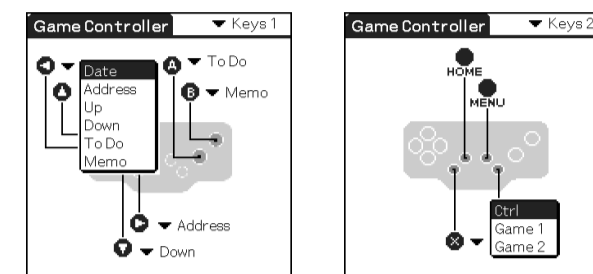 Game Controller
Keys 1
Date
Address
Up
Down
To Do
Memo
A
To Do
B
Memo
Address
Down
Game Controller
Keys 2
HOME
MENU
Ctrl
Game 1
Game 2